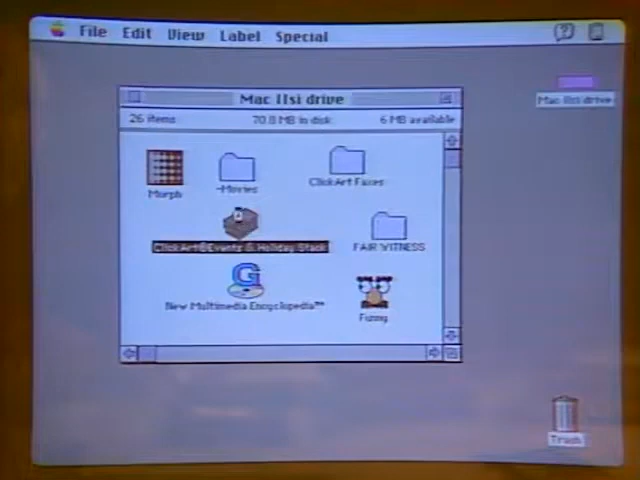 File Edit View Label Special
Mac IIsi drive
26 items 70.8 MB in disk 6 MB available
Mac IIsi drive
Morph
~Movies
ClickArt Faces
ClickArt®Events & Holiday Stack
FAIR WITNESS
New Multimedia Encyclopedia™
Funny
Trash